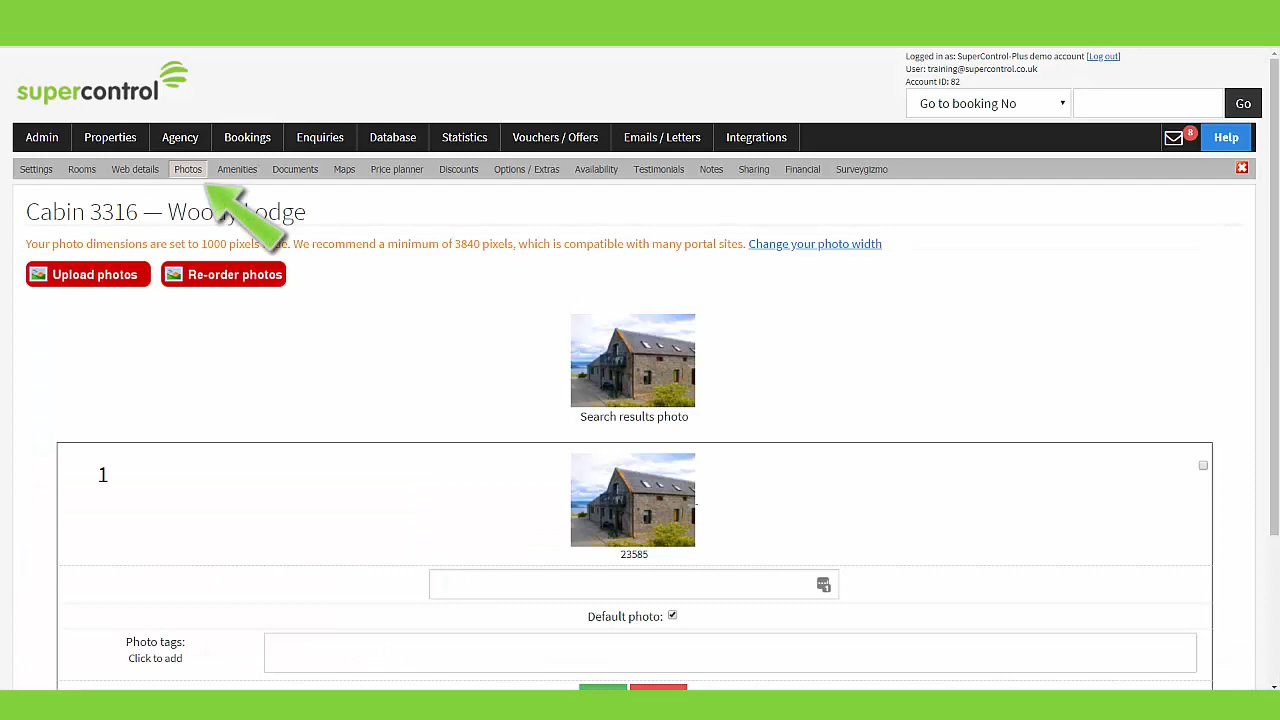 supercontrol
Logged in as: SuperControl-Plus demo account [Log out]
User: training@supercontrol.co.uk
Account ID: 82
Go to booking No
Go
Admin Properties Agency Bookings Enquiries Database Statistics Vouchers / Offers Emails / Letters Integrations 8 Help
Settings Rooms Web details Photos Amenities Documents Maps Price planner Discounts Options / Extras Availability Testimonials Notes Sharing Financial Surveygizmo
Cabin 3316 — Lodge
Your photo dimensions are set to 1000 pixels We recommend a minimum of 3840 pixels, which is compatible with many portal sites. Change your photo width
Upload photos Re-order photos
Search results photo
1
23585
Default photo:
Photo tags:
Click to add